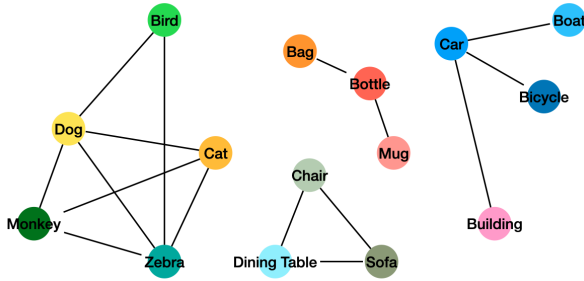 Bird
Boat
Car
Bag
Bottle
Bicycle
Dog
Cat
Mug
Chair
Monkey
Building
Zebra
Dining Table
Sofa